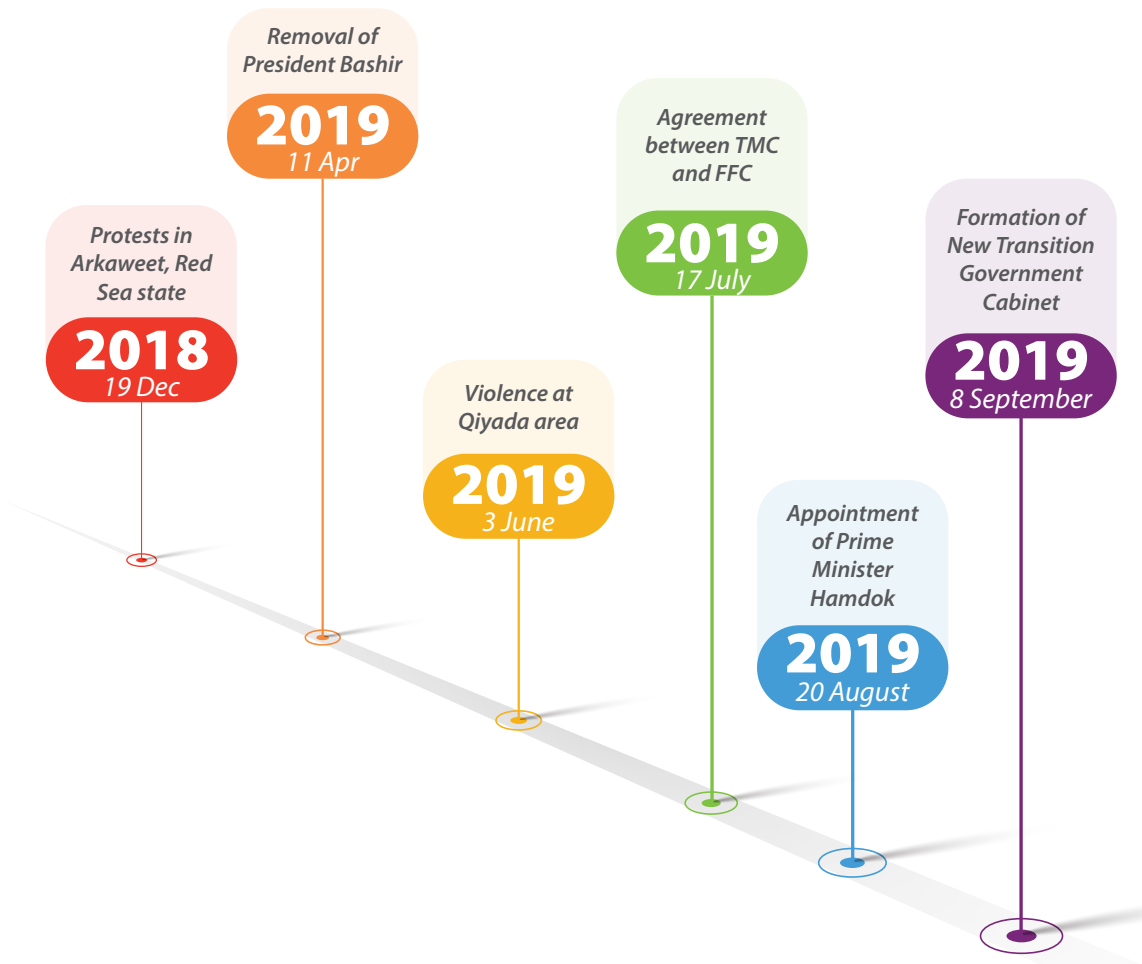 Protests in
Arkaweet, Red
Sea state
2018
19 Dec
Removal of
President Bashir
2019
11 Apr
Violence at
Qiyada area
2019
3 June
Agreement
between TMC
and FFC
2019
17 July
Appointment
of Prime
Minister
Hamdok
2019
20 August
Formation of
New Transition
Government
Cabinet
2019
8 September